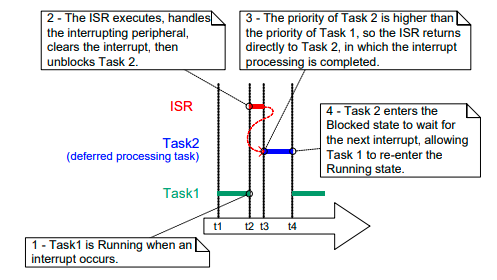 2 - The ISR executes, handles
the interrupting peripheral,
clears the interrupt, then
unblocks Task 2.
3 - The priority of Task 2 is higher than
the priority of Task 1, so the ISR returns
directly to Task 2, in which the interrupt
processing is completed.
ISR
Task2
(deferred processing task)
Task1
4 - Task 2 enters the
Blocked state to wait for
the next interrupt, allowing
Task 1 to re-enter the
Running state.
t1 t2 t3 t4
1 - Task1 is Running when an
interrupt occurs.